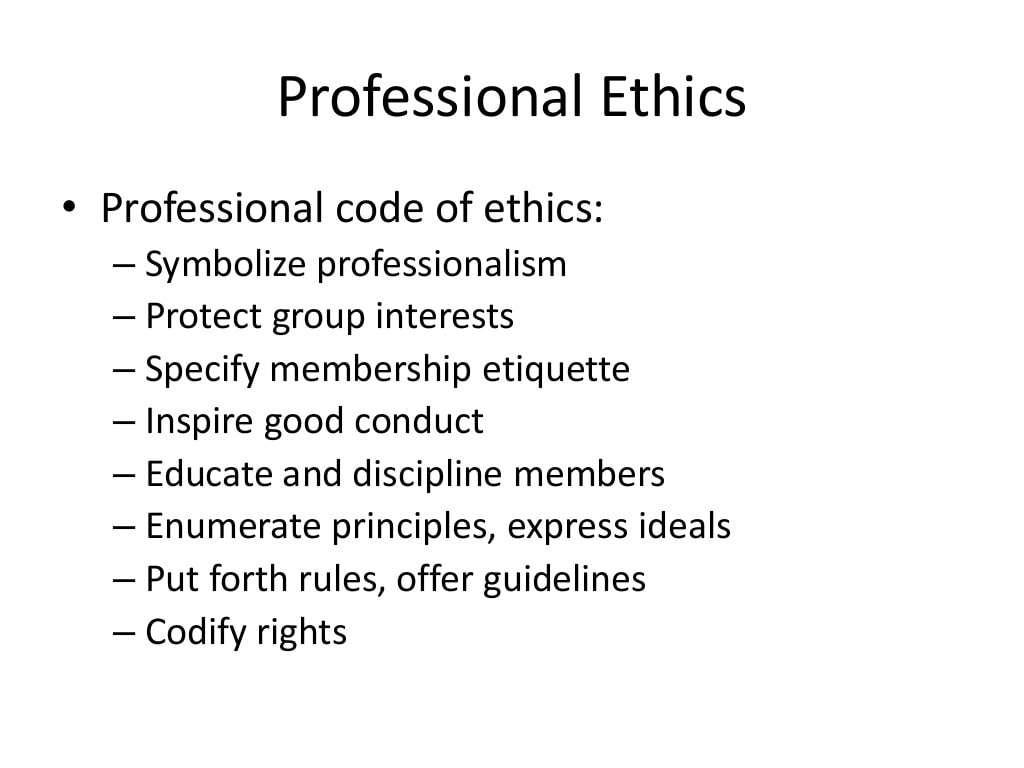 Professional Ethics
• Professional code of ethics:
– Symbolize professionalism
– Protect group interests
– Specify membership etiquette
– Inspire good conduct
– Educate and discipline members
– Enumerate principles, express ideals
– Put forth rules, offer guidelines
– Codify rights